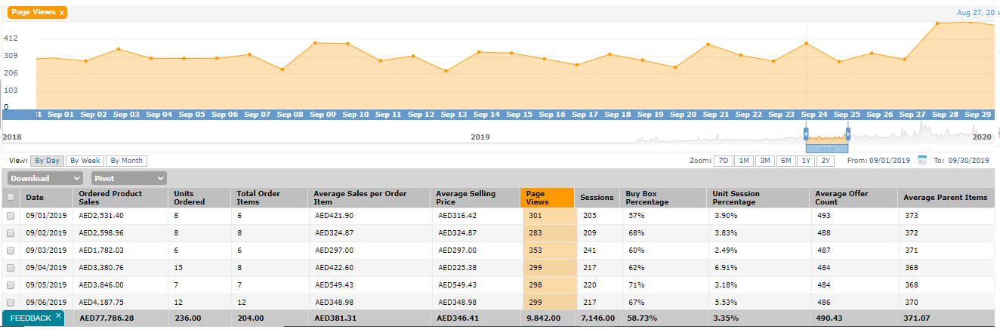 Page Views x
Aug 27, 20
412
309
206
103
0
31 Sep 01 Sep 02 Sep 03 Sep 04 Sep 05 Sep 06 Sep 07 Sep 08 Sep 09 Sep 10 Sep 11 Sep 12 Sep 13 Sep 14 Sep 15 Sep 16 Sep 17 Sep 18 Sep 19 Sep 20 Sep 21 Sep 22 Sep 23 Sep 24 Sep 25 Sep 26 Sep 27 Sep 28 Sep 29
2018 2019 2020
View: By Day By Week By Month Zoom: 7D 1M 3M 6M 1Y 2Y From: 09/01/2019 To: 09/30/2019
Download Pivot
Date Ordered Product Sales Units Ordered Total Order Items Average Sales per Order Item Average Selling Price Page Views Sessions Buy Box Percentage Unit Session Percentage Average Offer Count Average Parent Items
09/01/2019 AED2,531.40 8 6 AED421.90 AED316.42 301 205 57% 3.90% 493 373
09/02/2019 AED2,598.96 8 8 AED324.87 AED324.87 283 209 68% 3.83% 488 372
09/03/2019 AED1,782.03 6 6 AED297.00 AED297.00 353 241 60% 2.49% 487 371
09/04/2019 AED3,380.76 15 8 AED422.60 AED225.38 299 217 62% 6.91% 484 368
09/05/2019 AED3,846.00 7 7 AED549.43 AED549.43 298 220 71% 3.18% 484 368
09/06/2019 AED4,187.75 12 12 AED348.98 AED348.98 299 217 67% 5.53% 486 370
FEEDBACK x AED77,786.28 236.00 204.00 AED381.31 AED346.41 9,842.00 7,146.00 58.73% 3.35% 490.43 371.07